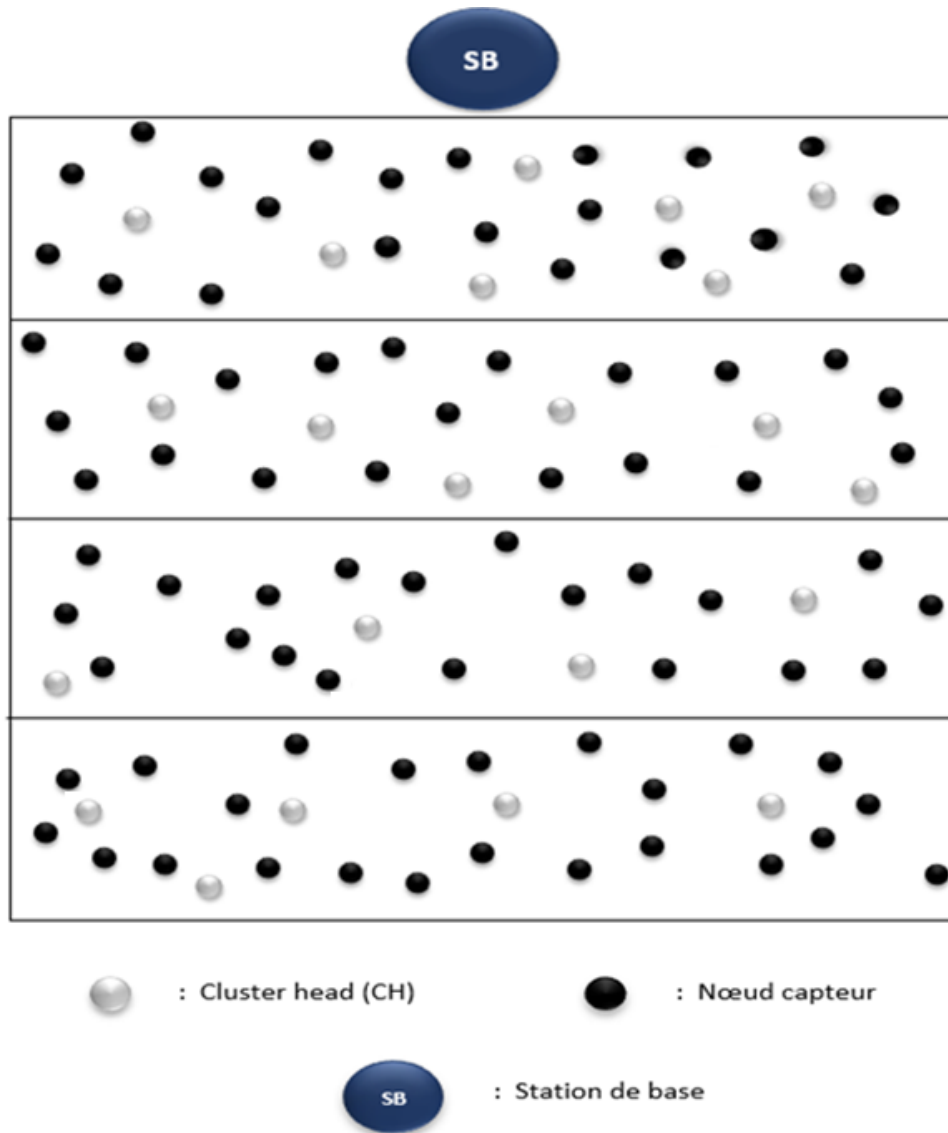 SB
: Cluster head (CH)
: Nœud capteur
SB
: Station de base